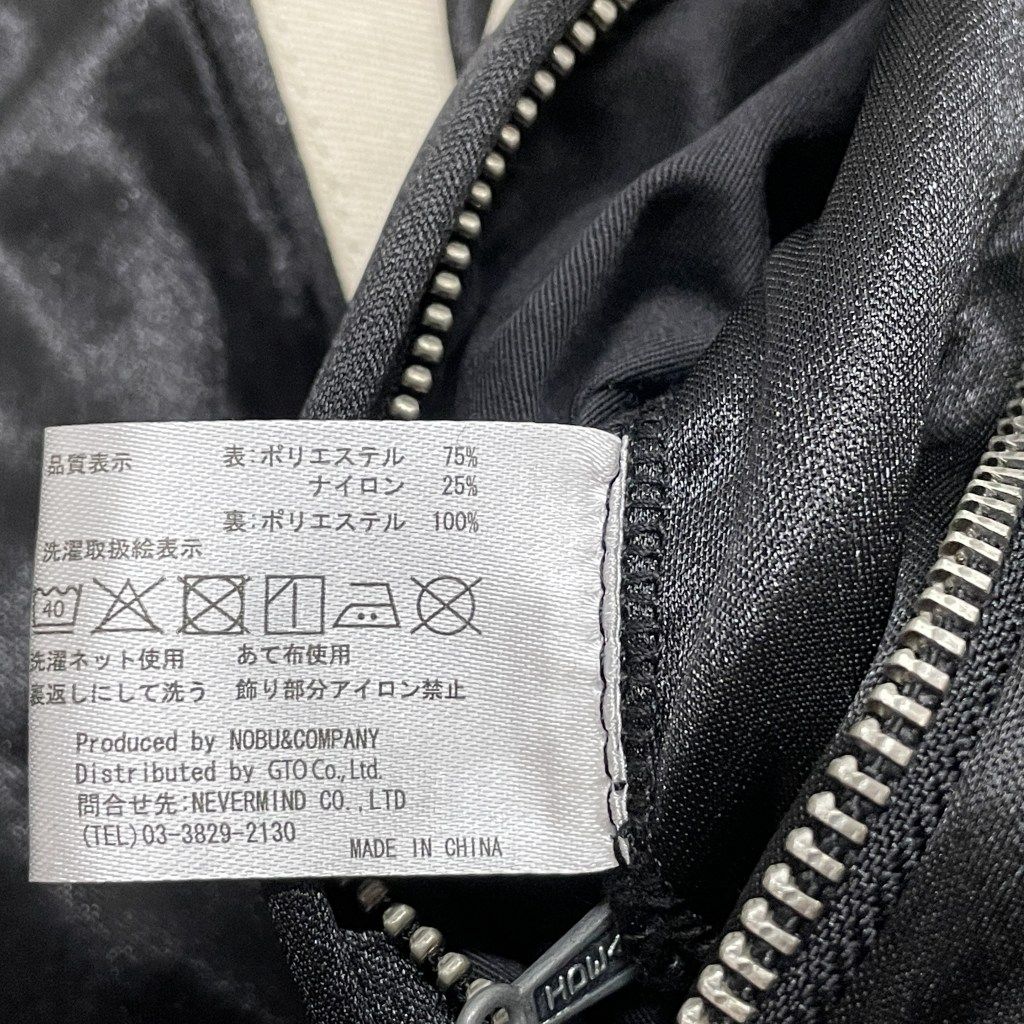 品質表示 表:ポリエステル 75%
ナイロン 25%
裏:ポリエステル 100%
洗濯取扱絵表示
40
洗濯ネット使用 あて布使用
裏返しにして洗う 飾り部分アイロン禁止
Produced by NOBU&COMPANY
Distributed by GTO Co.,Ltd.
問合せ先:NEVERMIND CO.,LTD
(TEL)03-3829-2130
MADE IN CHINA